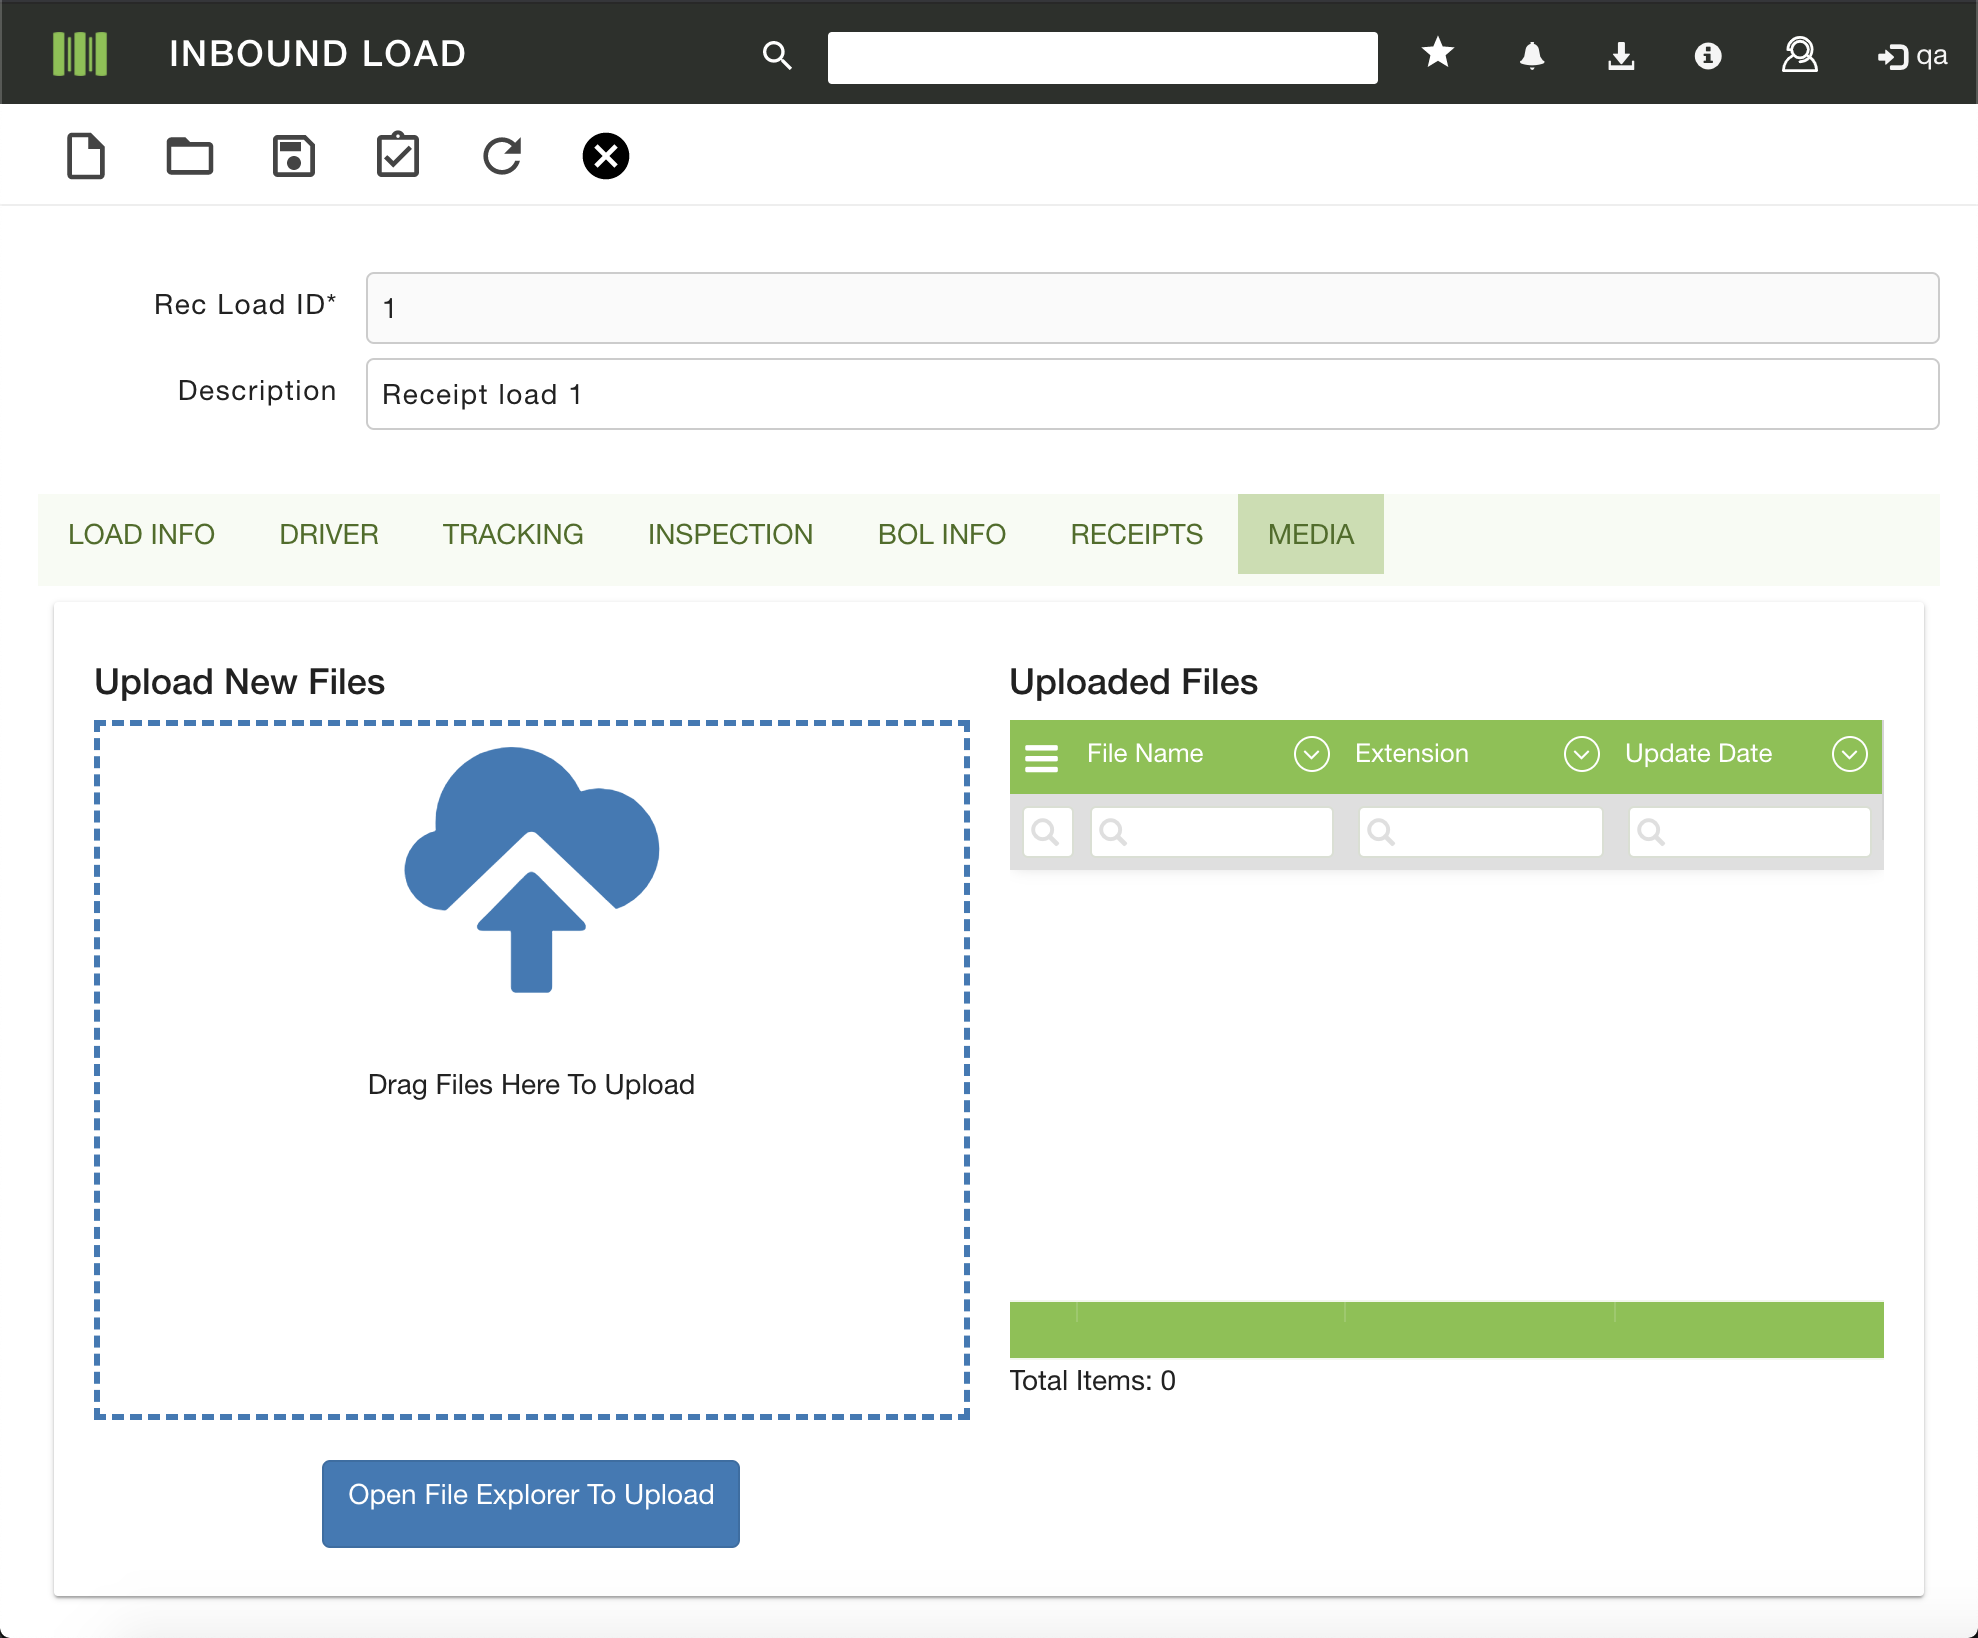 INBOUND LOAD
qa
Rec Load ID*
1
Description
Receipt load 1
LOAD INFO
DRIVER
TRACKING
INSPECTION
BOL INFO
RECEIPTS
MEDIA
Upload New Files
Drag Files Here To Upload
Open File Explorer To Upload
Uploaded Files
File Name
Extension
Update Date
Total Items: 0